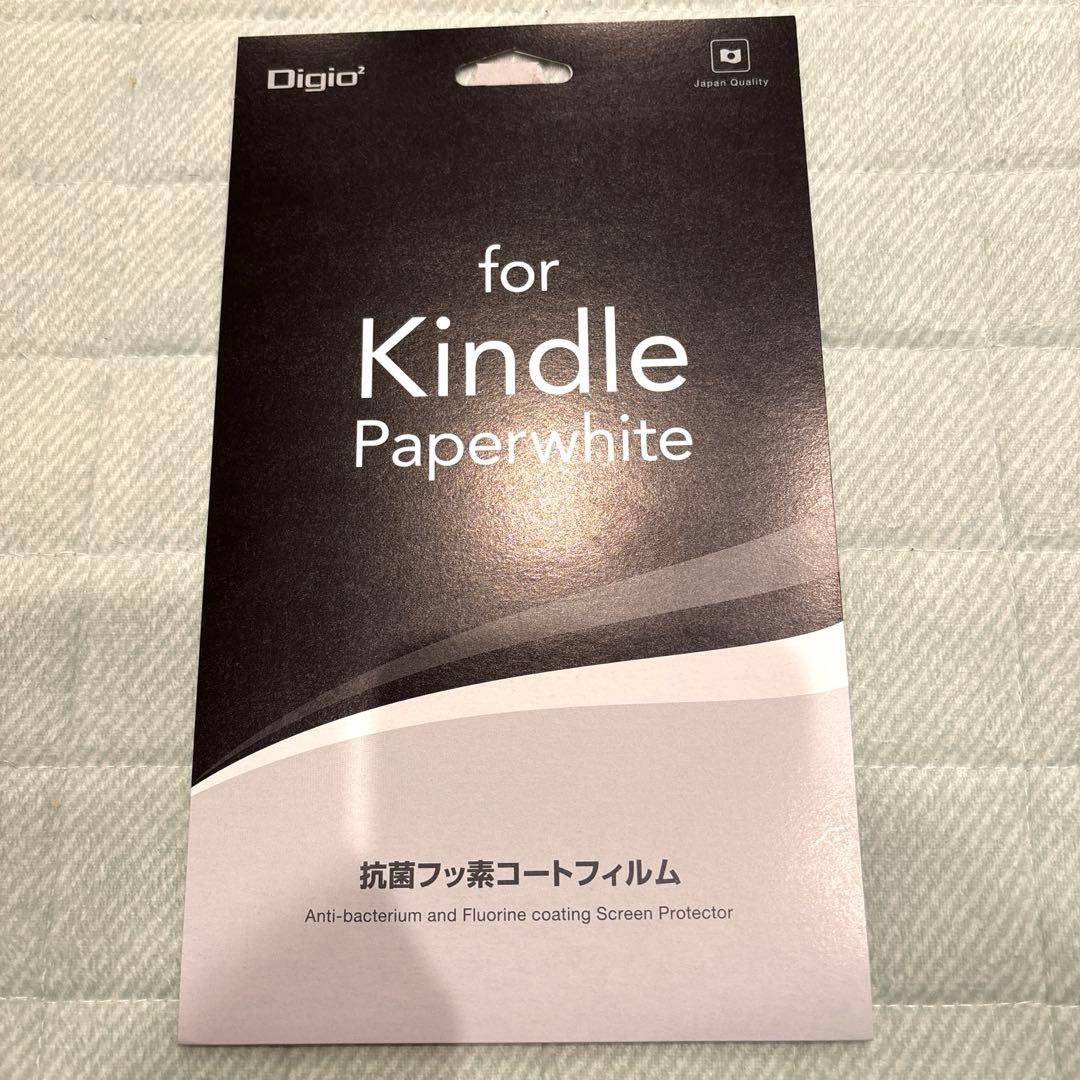 Digio²
Japan Quality
for
Kindle
Paperwhite
抗菌フッ素コートフィルム
Anti-bacterium and Fluorine coating Screen Protector